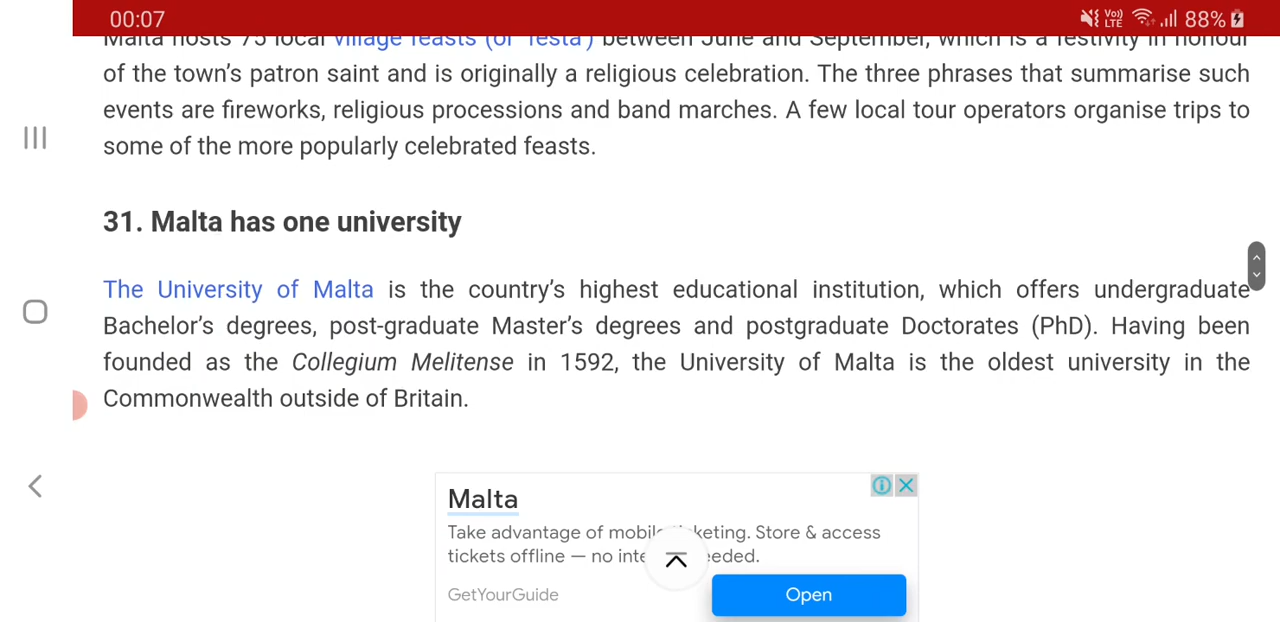 00:07
Vo))
LTE
88%
Malta hosts 75 local village feasts (or 'festa') between June and September, which is a festivity in honour
of the town's patron saint and is originally a religious celebration. The three phrases that summarise such
events are fireworks, religious processions and band marches. A few local tour operators organise trips to
some of the more popularly celebrated feasts.
31. Malta has one university
The University of Malta is the country's highest educational institution, which offers undergraduate
Bachelor's degrees, post-graduate Master's degrees and postgraduate Doctorates (PhD). Having been
founded as the Collegium Melitense in 1592, the University of Malta is the oldest university in the
Commonwealth outside of Britain.
Malta
Take advantage of mobile ticketing. Store & access
tickets offline — no needed.
GetYourGuide
Open